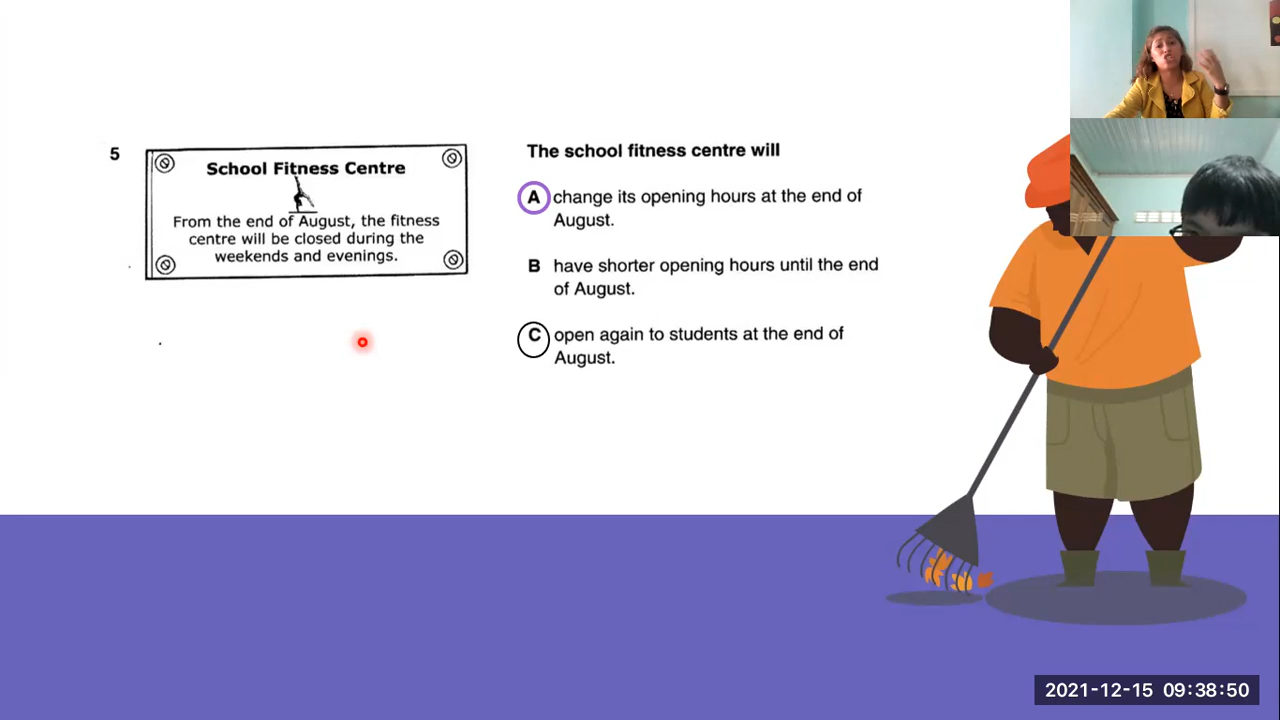 5
School Fitness Centre
From the end of August, the fitness
centre will be closed during the
weekends and evenings.
The school fitness centre will
A change its opening hours at the end of
August.
B have shorter opening hours until the end
of August.
C open again to students at the end of
August.
2021-12-15 09:38:50